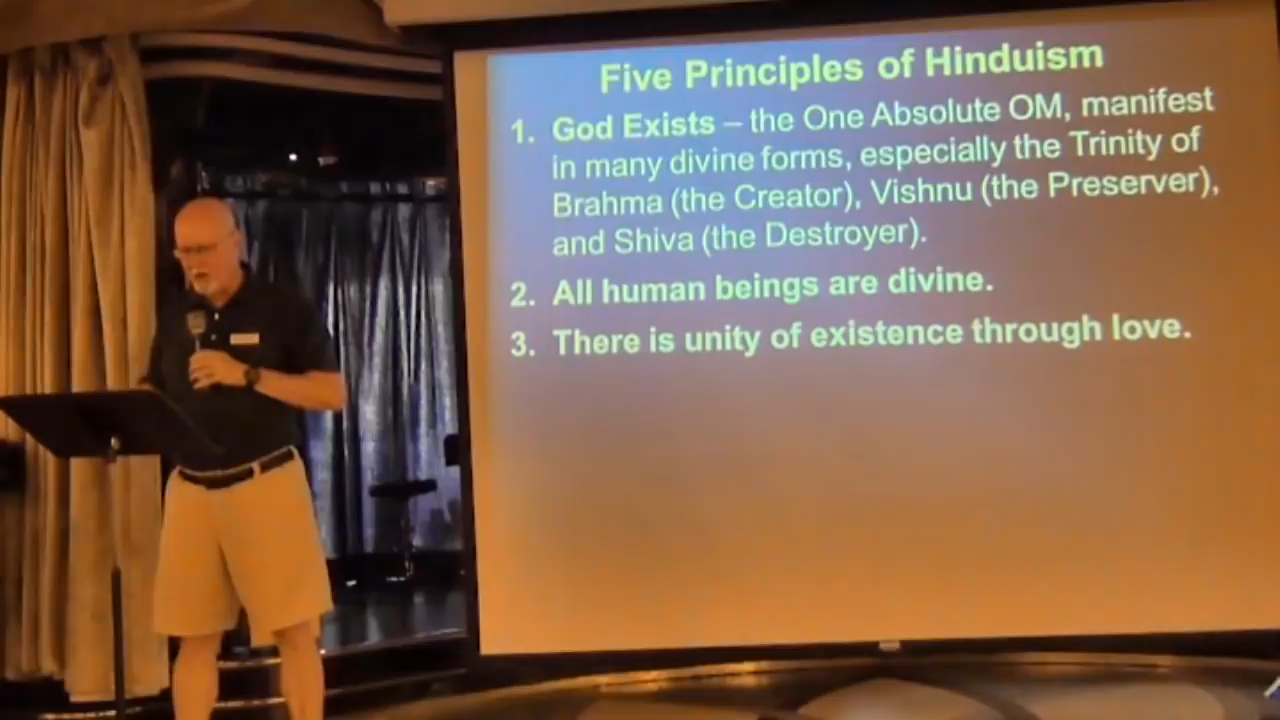 Five Principles of Hinduism
1. God Exists – the One Absolute OM, manifest
in many divine forms, especially the Trinity of
Brahma (the Creator), Vishnu (the Preserver),
and Shiva (the Destroyer).
2. All human beings are divine.
3. There is unity of existence through love.